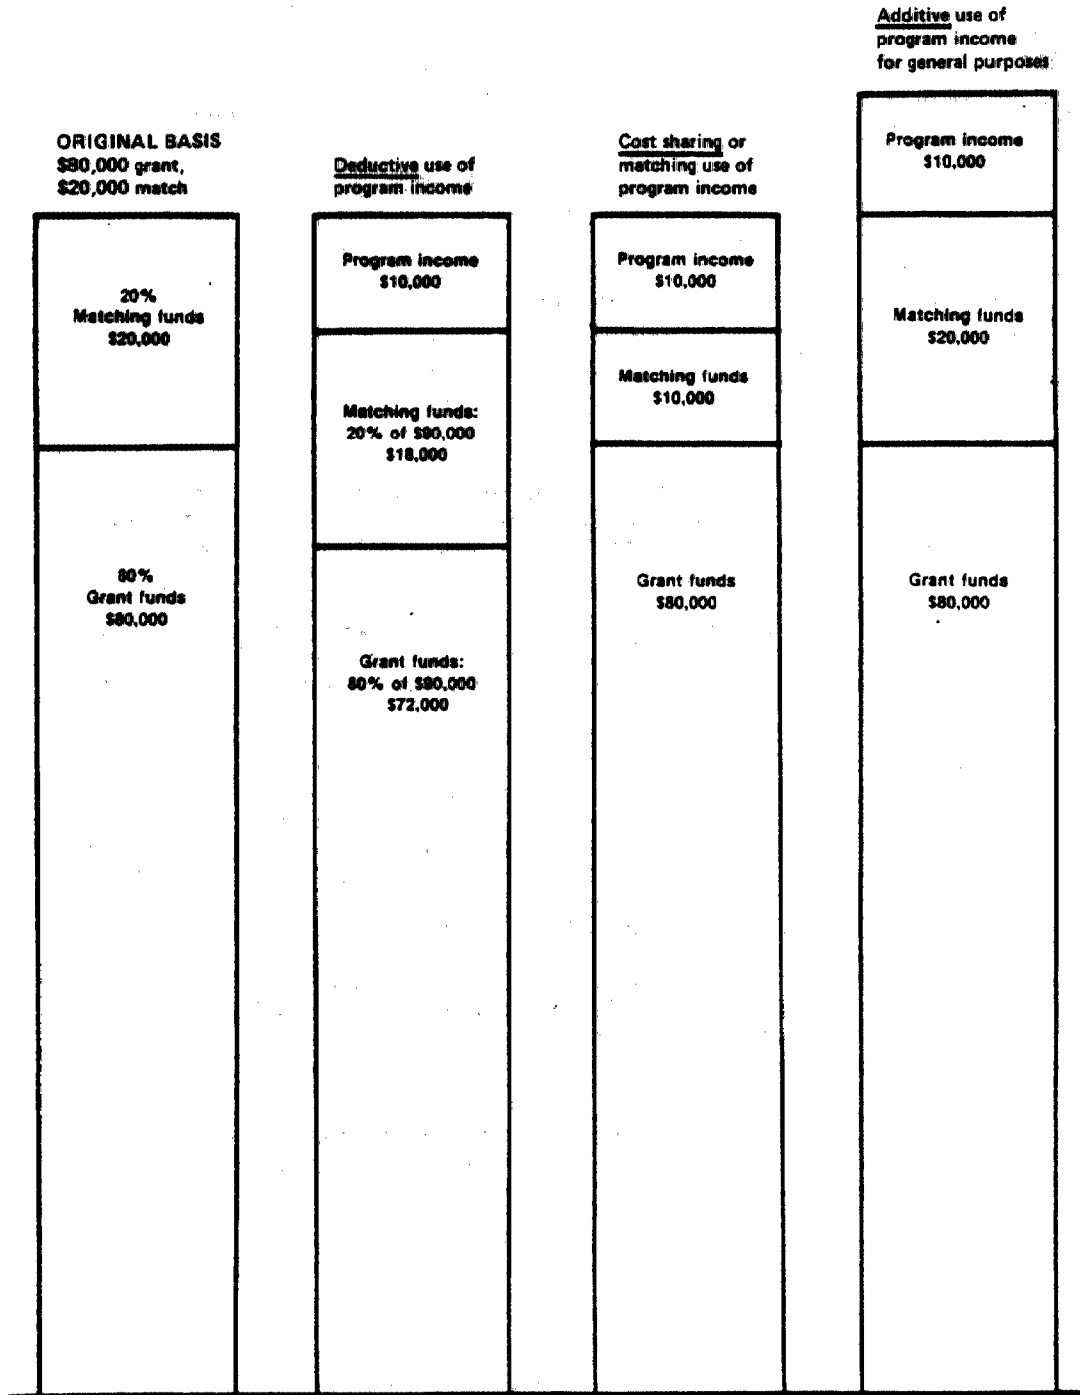 ORIGINAL BASIS
$80,000 grant,
$20,000 match
20%
Matching funds
$20,000
80%
Grant funds
$80,000
Deductive use of
program income
Program income
$10,000
Matching funds:
20% of $90,000
$18,000
Grant funds:
80% of $90,000
$72,000
Cost sharing or
matching use of
program income
Program income
$10,000
Matching funds
$10,000
Grant funds
$80,000
Additive use of
program income
for general purposes
Program income
$10,000
Matching funds
$20,000
Grant funds
$80,000